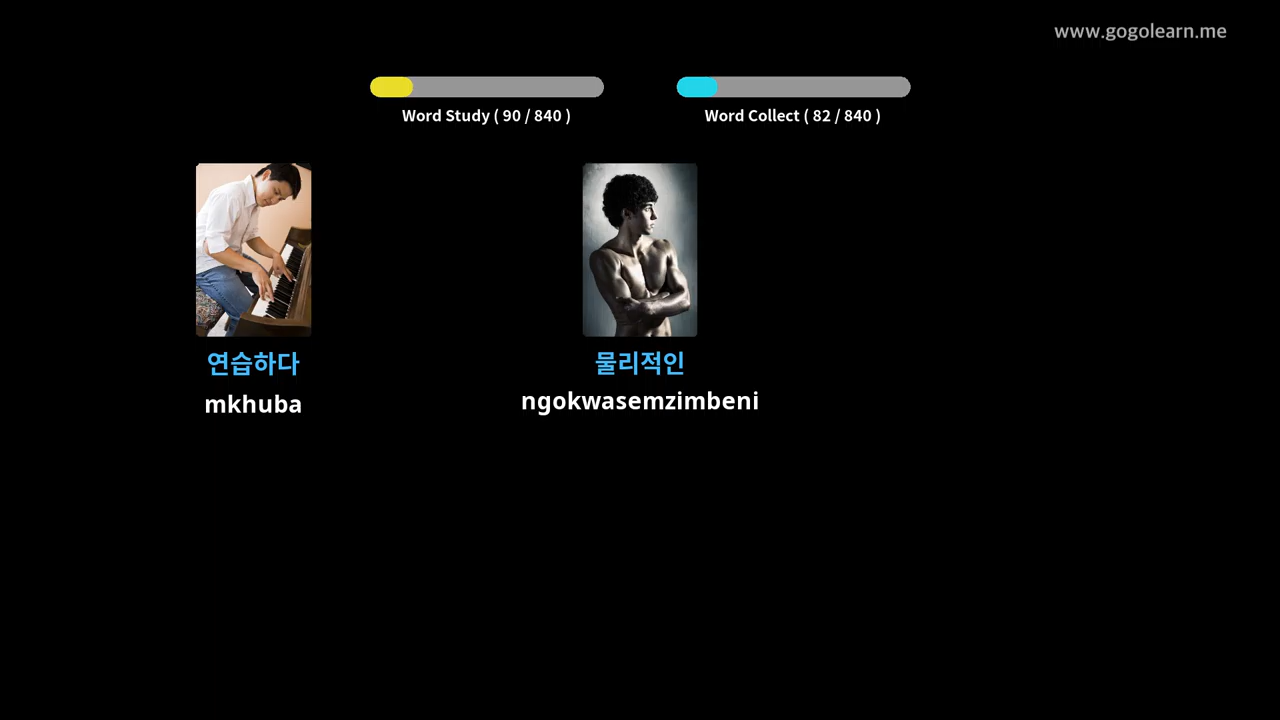 www.gogolearn.me
Word Study ( 90 / 840 )
Word Collect ( 82 / 840 )
연습하다
mkhuba
물리적인
ngokwasemzimbeni